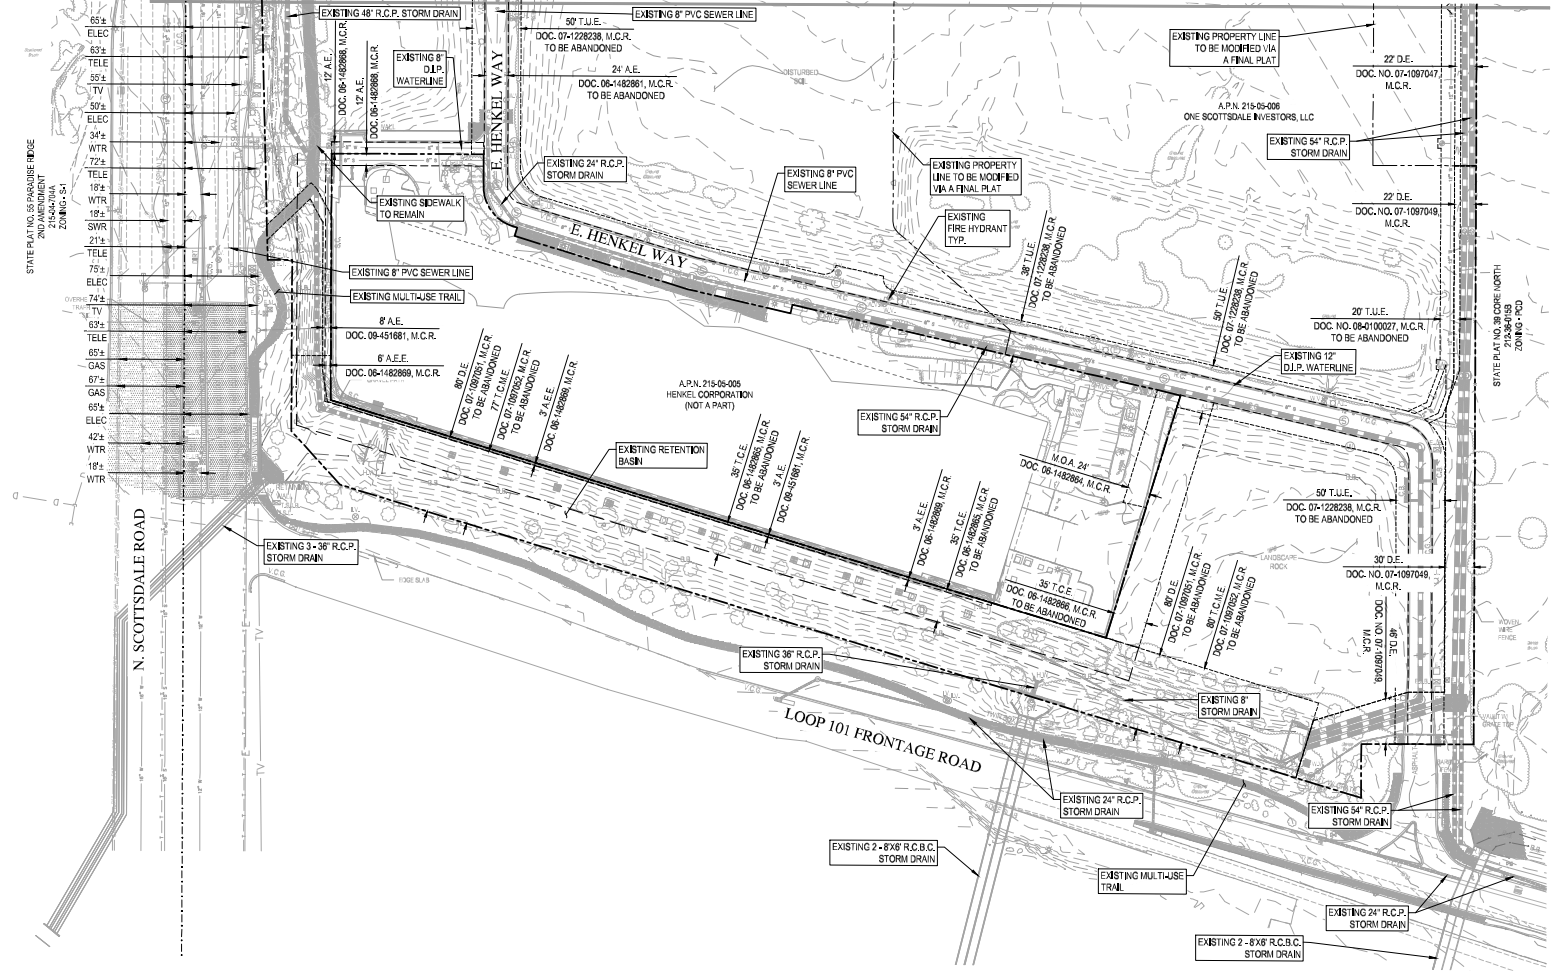 65'±
ELEC
63'±
TELE
55'±
TV
50'±
ELEC
34'±
WTR
72'±
TELE
18'±
WTR
18'±
SWR
21'±
TELE
75'±
ELEC
74'±
TV
63'±
TELE
65'±
GAS
67'±
GAS
65'±
ELEC
42'±
WTR
18'±
WTR
STATE PLAT NO. 55 PARADISE RIDGE
2ND AMENDMENT
215-04-704A
ZONING - S-1
N. SCOTTSDALE ROAD
EXISTING 48" R.C.P. STORM DRAIN
12' A.E.
DOC. 06-1482868, M.C.R.
12' A.E.
DOC. 06-1482868, M.C.R.
EXISTING 8"
D.I.P.
WATERLINE
EXISTING 8" PVC SEWER LINE
50' T.U.E.
DOC. 07-1228238, M.C.R.
TO BE ABANDONED
24' A.E.
DOC. 06-1482861, M.C.R.
TO BE ABANDONED
E. HENKEL WAY
DISTURBED
SOIL
EXISTING PROPERTY LINE
TO BE MODIFIED VIA
A FINAL PLAT
22' D.E.
DOC. NO. 07-1097047,
M.C.R.
A.P.N. 215-05-006
ONE SCOTTSDALE INVESTORS, LLC
EXISTING 54" R.C.P.
STORM DRAIN
EXISTING 24" R.C.P.
STORM DRAIN
EXISTING 8" PVC
SEWER LINE
EXISTING PROPERTY
LINE TO BE MODIFIED
VIA A FINAL PLAT
EXISTING SIDEWALK
TO REMAIN
EXISTING
FIRE HYDRANT
TYP.
22' D.E.
DOC. NO. 07-1097049,
M.C.R.
E. HENKEL WAY
38' T.U.E.
DOC. 07-1228238, M.C.R.
TO BE ABANDONED
50' T.U.E.
DOC. 07-1228238, M.C.R.
TO BE ABANDONED
EXISTING 8" PVC SEWER LINE
EXISTING MULTI-USE TRAIL
8' A.E.
DOC. 09-451681, M.C.R.
6' A.E.E.
DOC. 06-1482869, M.C.R.
20' T.U.E.
DOC. NO. 08-0100027, M.C.R.
TO BE ABANDONED
STATE PLAT NO. 39 CORE NORTH
212-36-015B
ZONING - PCD
EXISTING 12"
D.I.P. WATERLINE
80' D.E.
DOC. 07-1097051, M.C.R.
TO BE ABANDONED
77' T.C.M.E.
DOC. 07-1097052, M.C.R.
TO BE ABANDONED
3' A.E.E.
DOC. 06-1482869, M.C.R.
A.P.N. 215-05-005
HENKEL CORPORATION
(NOT A PART)
EXISTING 54" R.C.P.
STORM DRAIN
EXISTING RETENTION
BASIN
35' T.C.E.
DOC. 06-1482865, M.C.R.
TO BE ABANDONED
3' A.E.
DOC. 09-451681, M.C.R.
M.O.A. 24'
DOC. 06-1482864, M.C.R.
3' A.E.E.
DOC. 06-1482869, M.C.R.
35' T.C.E.
DOC. 06-1482865, M.C.R.
TO BE ABANDONED
50' T.U.E.
DOC. 07-1228238, M.C.R.
TO BE ABANDONED
EXISTING 3 - 36" R.C.P.
STORM DRAIN
LANDSCAPE
ROCK
30' D.E.
DOC. NO. 07-1097049,
M.C.R.
35' T.C.E.
DOC. 06-1482866, M.C.R.
TO BE ABANDONED
80' D.E.
DOC. 07-1097051, M.C.R.
TO BE ABANDONED
80' T.C.M.E.
DOC. 07-1097052, M.C.R.
TO BE ABANDONED
46' D.E.
DOC. NO. 07-1097049,
M.C.R.
WOVEN
WIRE
FENCE
EXISTING 36" R.C.P.
STORM DRAIN
EXISTING 8"
STORM DRAIN
LOOP 101 FRONTAGE ROAD
EXISTING 24" R.C.P.
STORM DRAIN
EXISTING 54" R.C.P.
STORM DRAIN
EXISTING 2 - 8'X6' R.C.B.C.
STORM DRAIN
EXISTING MULTI-USE
TRAIL
EXISTING 24" R.C.P.
STORM DRAIN
EXISTING 2 - 8'X6' R.C.B.C.
STORM DRAIN